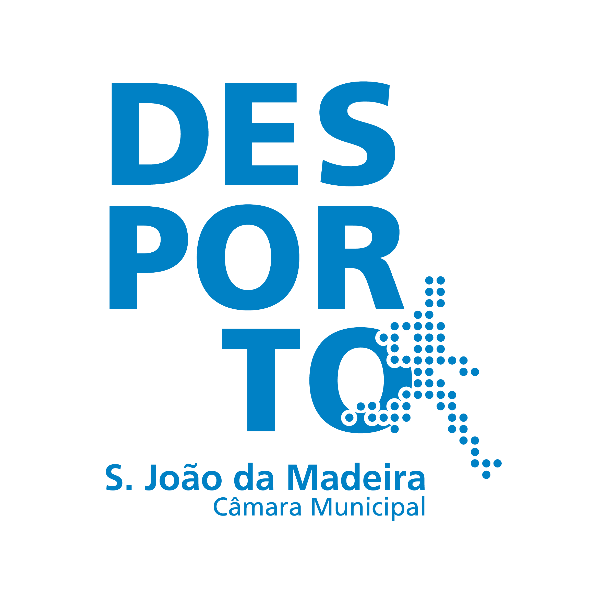 DES
POR
TO
S. João da Madeira
Câmara Municipal